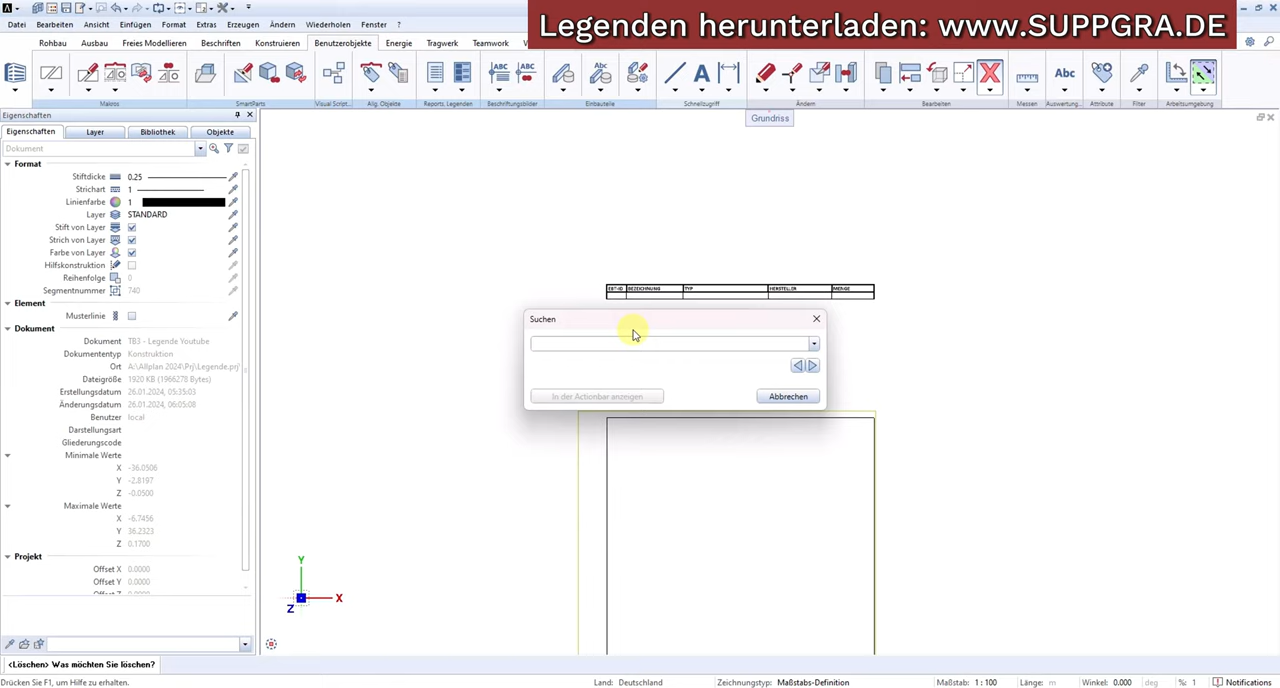 Legenden herunterladen: www.SUPPGRA.DE
Datei Bearbeiten Ansicht Einfügen Format Extras Erzeugen Ändern Wiederholen Fenster ?
Rohbau Ausbau Freies Modellieren Beschriften Konstruieren Benutzerobjekte Energie Tragwerk Teamwork
Makros SmartParts Visual Script... Allg. Objekte Reports, Legenden Beschriftungsbilder Einbauteile Schnellzugriff Ändern Bearbeiten Messen Auswertung... Attribute Filter Arbeitsumgebung
Eigenschaften
Grundriss
Eigenschaften Layer Bibliothek Objekte
Dokument
Format
Stiftdicke 0.25
Strichart 1
Linienfarbe 1
Layer STANDARD
Stift von Layer
Strich von Layer
Farbe von Layer
Hilfskonstruktion
Reihenfolge 0
Segmentnummer 740
Element
Musterlinie
Dokument
Dokument TB3 - Legende Youtube
Dokumententyp Konstruktion
Ort A:\Allplan 2024\Prj\Legende.prj\
Dateigröße 1920 KB (1966278 Bytes)
Erstellungsdatum 26.01.2024, 05:35:03
Änderungsdatum 26.01.2024, 06:05:08
Benutzer local
Darstellungsart
Gliederungscode
Minimale Werte
X -36.0506
Y -2.8197
Z -0.0500
Maximale Werte
X -6.7456
Y 36.2323
Z 0.1700
Projekt
Offset X 0.0000
Offset Y 0.0000
EBT-ID BEZEICHNUNG TYP HERSTELLER MENGE
Suchen
In der Actionbar anzeigen Abbrechen
Y
X
Z
<Löschen> Was möchten Sie löschen?
Drücken Sie F1, um Hilfe zu erhalten. Land: Deutschland Zeichnungstyp: Maßstabs-Definition Maßstab: 1 : 100 Länge: m Winkel: 0.000 deg %: 1 Notifications